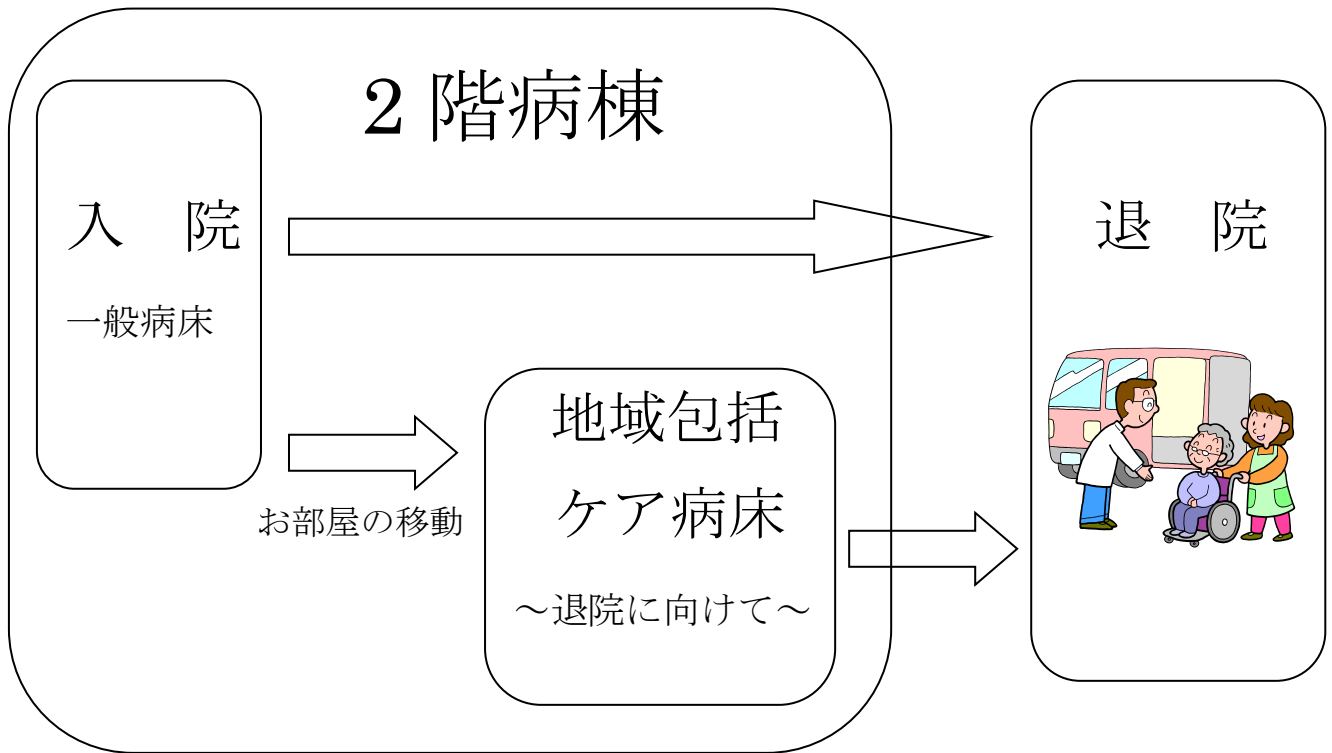 2 階病棟
入　院
一般病床
お部屋の移動
地域包括
ケア病床
～退院に向けて～
退　院